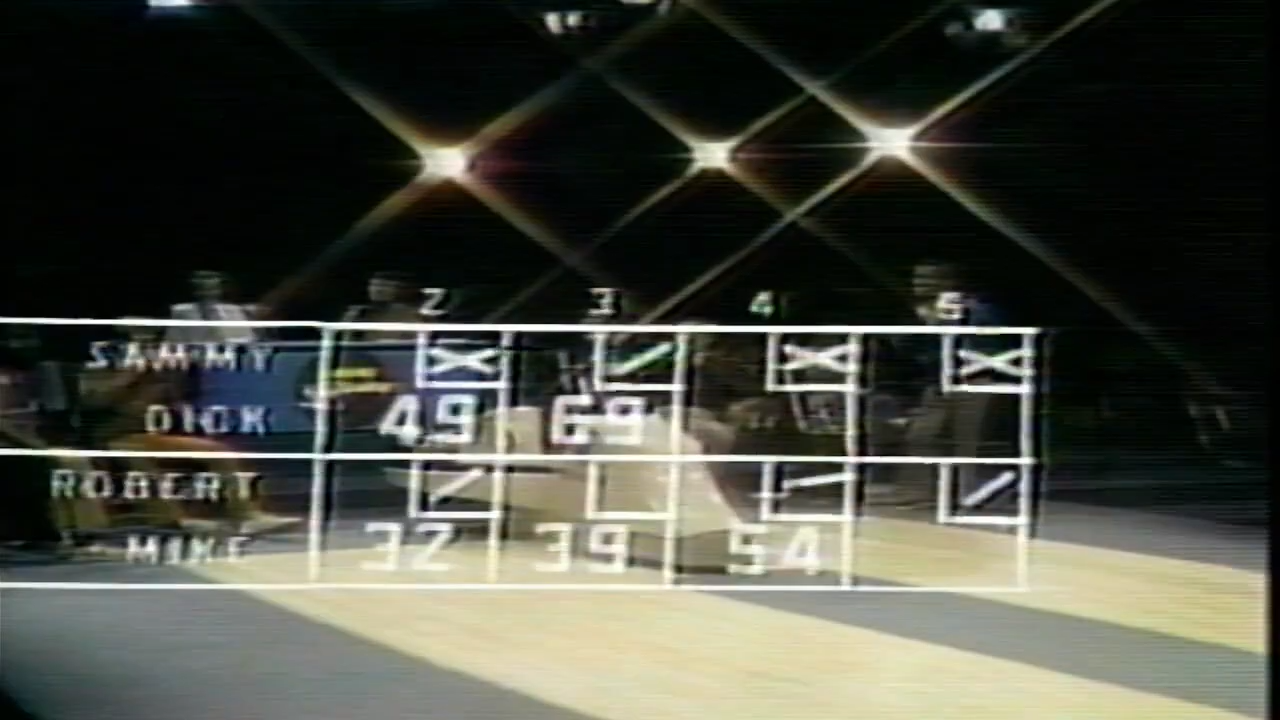 2 3 4 5
SAMMY X / X X
DICK 49 69
ROBERT / / /
MIKE 32 39 54